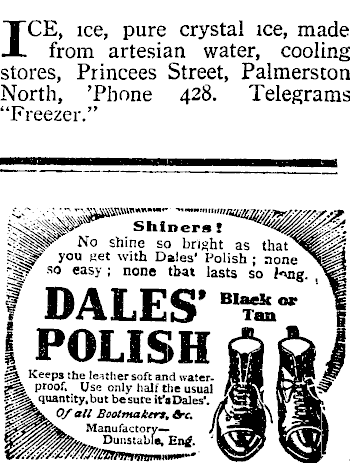 ICE, ice, pure crystal ice, made
from artesian water, cooling
stores, Princees Street, Palmerston
North, 'Phone 428. Telegrams
"Freezer."
Shiners!
No shine so bright as that
you get with Dales' Polish; none
so easy; none that lasts so long.
DALES'
POLISH
Black or
Tan
Keeps the leather soft and water-
proof. Use only half the usual
quantity, but be sure it's Dales'.
Of all Bootmakers, &c.
Manufactory—
Dunstable, Eng.